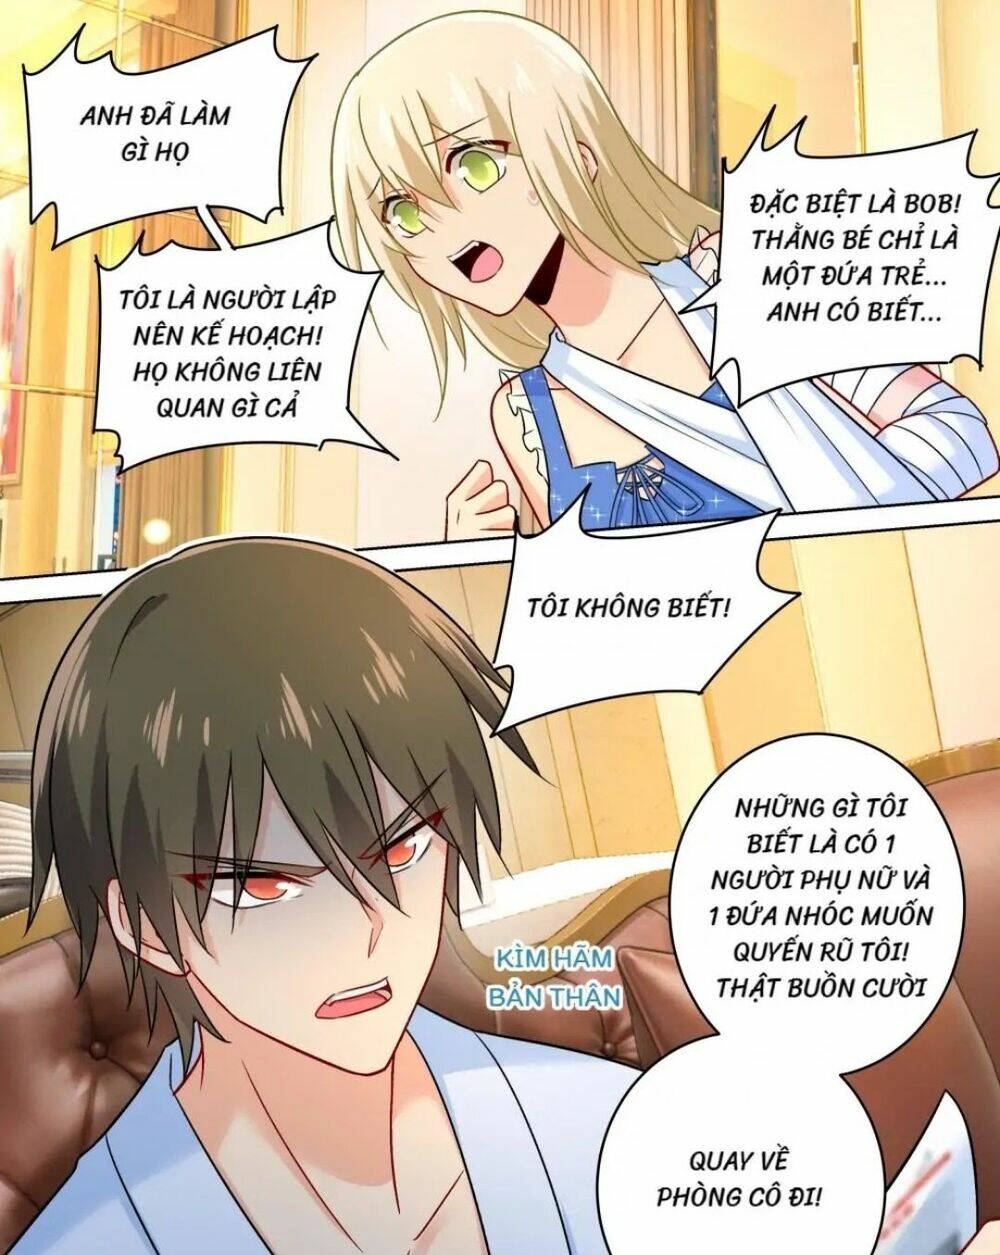 ANH ĐÃ LÀM
GÌ HỌ
TÔI LÀ NGƯỜI LẬP
NÊN KẾ HOẠCH!
HỌ KHÔNG LIÊN
QUAN GÌ CẢ
ĐẶC BIỆT LÀ BOB!
THẰNG BÉ CHỈ LÀ
MỘT ĐỨA TRẺ...
ANH CÓ BIẾT...
TÔI KHÔNG BIẾT!
NHỮNG GÌ TÔI
BIẾT LÀ CÓ 1
NGƯỜI PHỤ NỮ VÀ
1 ĐỨA NHÓC MUỐN
QUYẾN RŨ TÔI!
THẬT BUỒN CƯỜI
KÌM HÃM
BẢN THÂN
QUAY VỀ
PHÒNG CÔ ĐI!